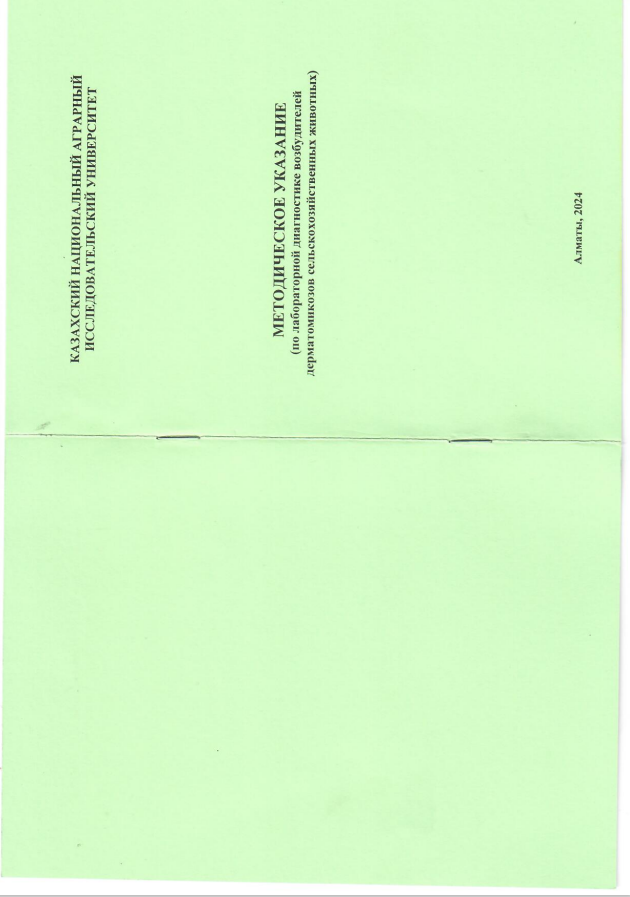 КАЗАХСКИЙ НАЦИОНАЛЬНЫЙ АГРАРНЫЙ
ИССЛЕДОВАТЕЛЬСКИЙ УНИВЕРСИТЕТ
МЕТОДИЧЕСКОЕ УКАЗАНИЕ
(по лабораторной диагностике возбудителей
дерматомикозов сельскохозяйственных животных)
Алматы, 2024